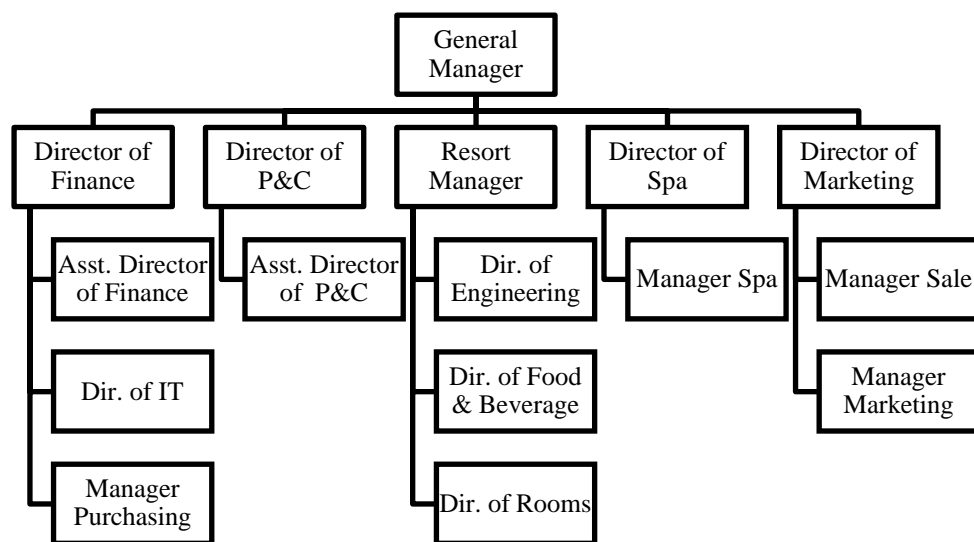 General
Manager
Director of
Finance
Director of
P&C
Resort
Manager
Director of
Spa
Director of
Marketing
Asst. Director
of Finance
Asst. Director
of P&C
Dir. of
Engineering
Manager Spa
Manager Sale
Dir. of IT
Dir. of Food
& Beverage
Manager
Marketing
Manager
Purchasing
Dir. of Rooms